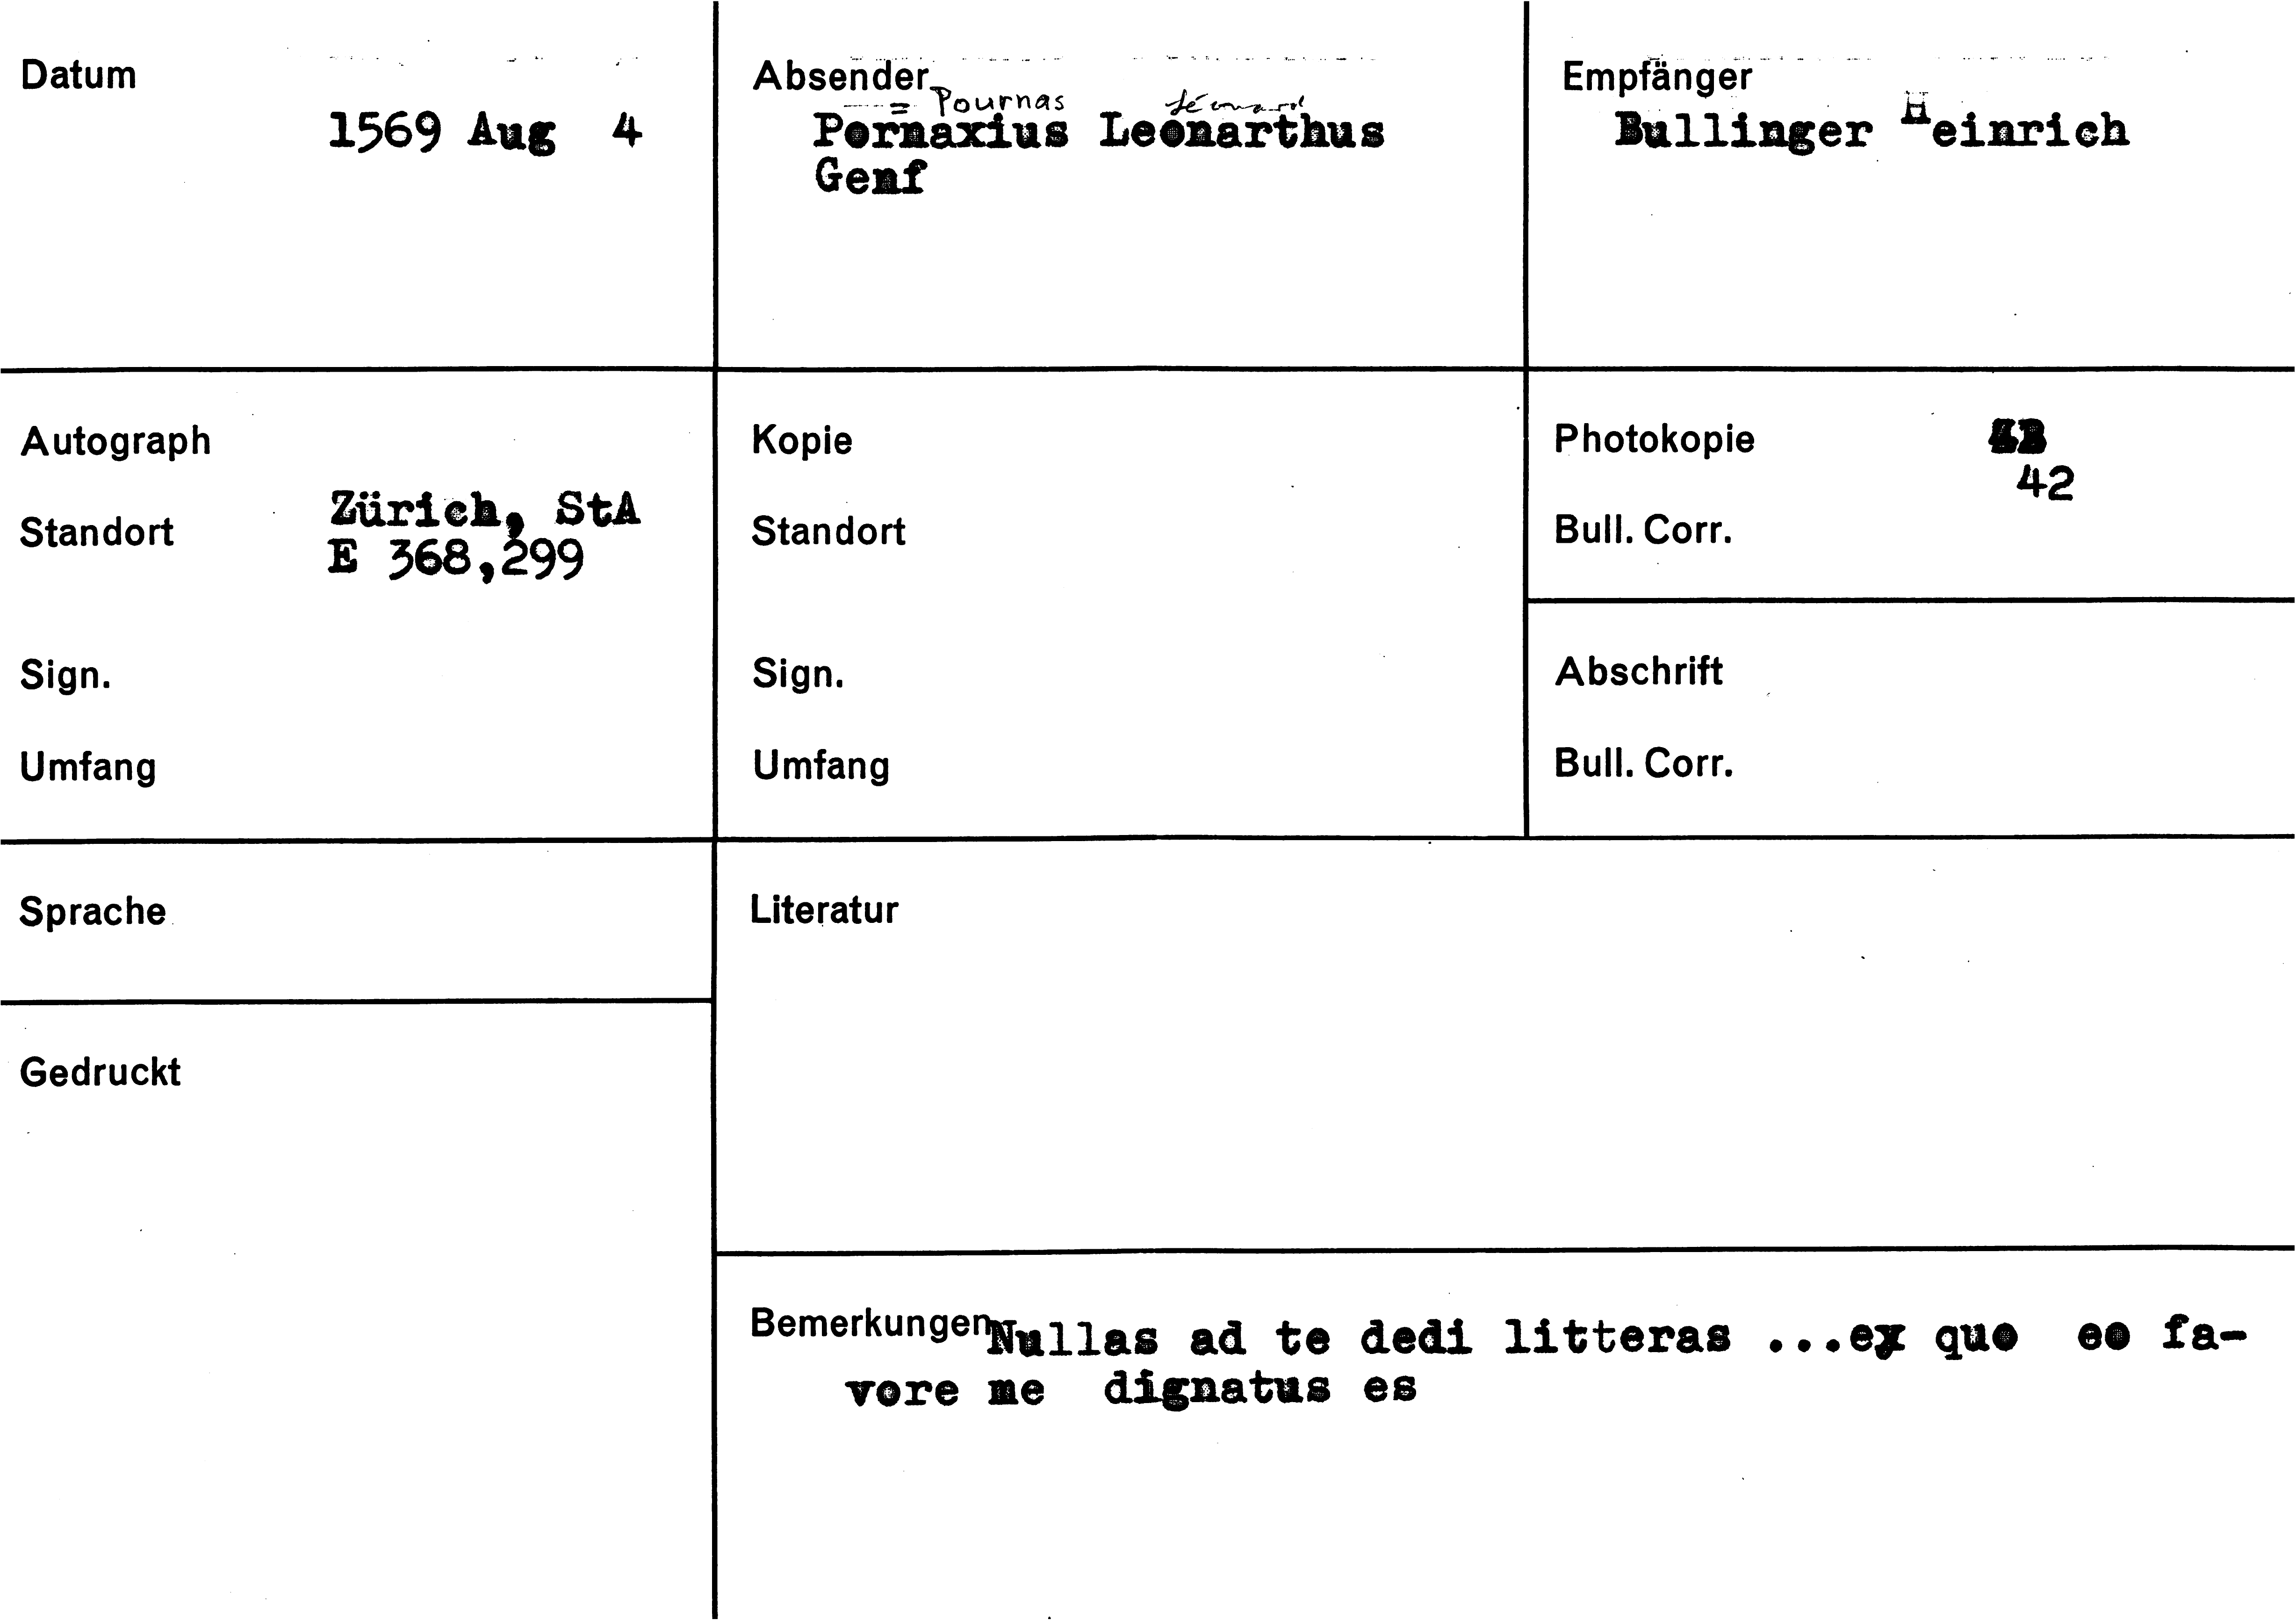 Datum
1569 Aug 4
Absender
= Pournas Léonard
Pornaxius Leonarthus
Genf
Empfänger
Bullinger Heinrich
Autograph
Standort
Zürich, StA
E 368,299
Sign.
Umfang
Kopie
Standort
Sign.
Umfang
Photokopie
42
Bull. Corr.
Abschrift
Bull. Corr.
Sprache
Literatur
Gedruckt
Bemerkungen Nullas ad te dedi litteras ...ex quo eo fa-
vore me dignatus es